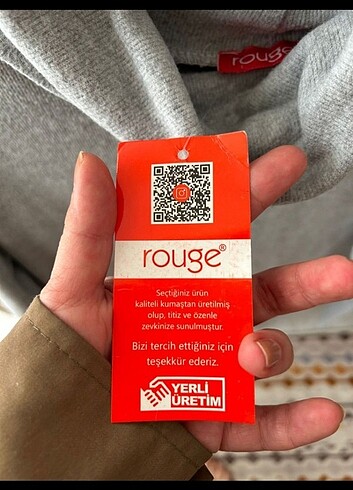 rouge
rouge®
Seçtiğiniz ürün
kaliteli kumaştan üretilmiş
olup, titiz ve özenle
zevkinize sunulmuştur.
Bizi tercih ettiğiniz için
teşekkür ederiz.
YERLİ
ÜRETİM